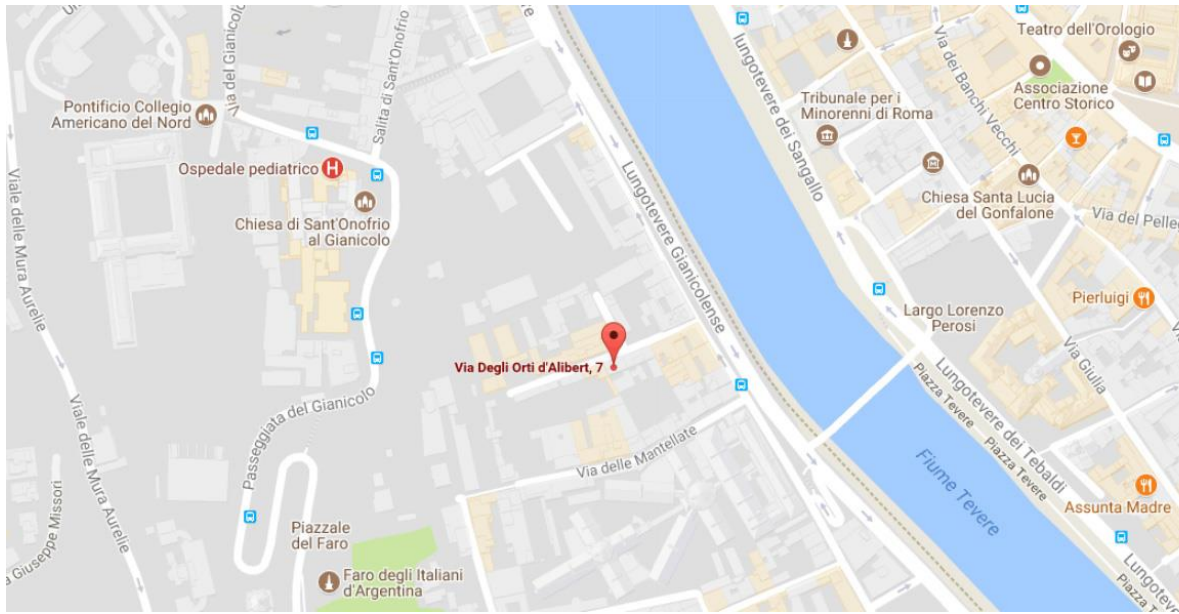 Teatro dell'Orologio
Via del Gianicolo
Salita di Sant'Onofrio
lungotevere dei Sangallo
Via dei Banchi Vecchi
Associazione
Centro Storico
Pontificio Collegio
Americano del Nord
Tribunale per i
Minorenni di Roma
Ospedale pediatrico
Chiesa di Sant'Onofrio
al Gianicolo
Chiesa Santa Lucia
del Gonfalone
Via del Pelleg
Viale delle Mura Aurelie
Lungotevere Gianicolense
Largo Lorenzo
Perosi
Pierluigi
Via Giulia
Via Degli Orti d'Alibert, 7
Passeggiata del Gianicolo
Viale delle Mura Aurelie
Via delle Mantellate
Piazza Tevere
Lungotevere dei Tebaldi
Piazza Tevere
Fiume Tevere
Assunta Madre
a Giuseppe Missori
Piazzale
del Faro
Faro degli Italiani
d'Argentina
Lungotevere
Piazza